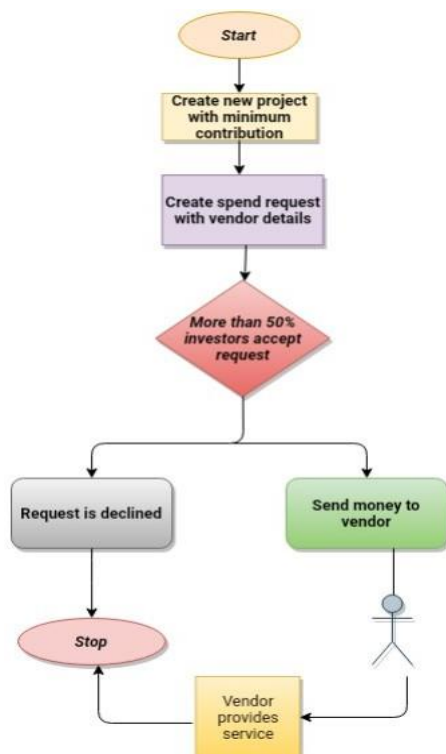 Start
Create new project
with minimum
contribution
Create spend request
with vendor details
More than 50%
investors accept
request
Request is declined
Send money to
vendor
Stop
Vendor
provides
service